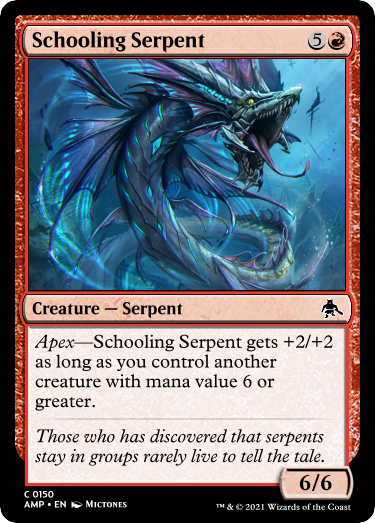 Schooling Serpent 5
Creature — Serpent
Apex—Schooling Serpent gets +2/+2
as long as you control another
creature with mana value 6 or
greater.
Those who has discovered that serpents
stay in groups rarely live to tell the tale.
6/6
C 0150
AMP • EN Mictones
™ & © 2021 Wizards of the Coast